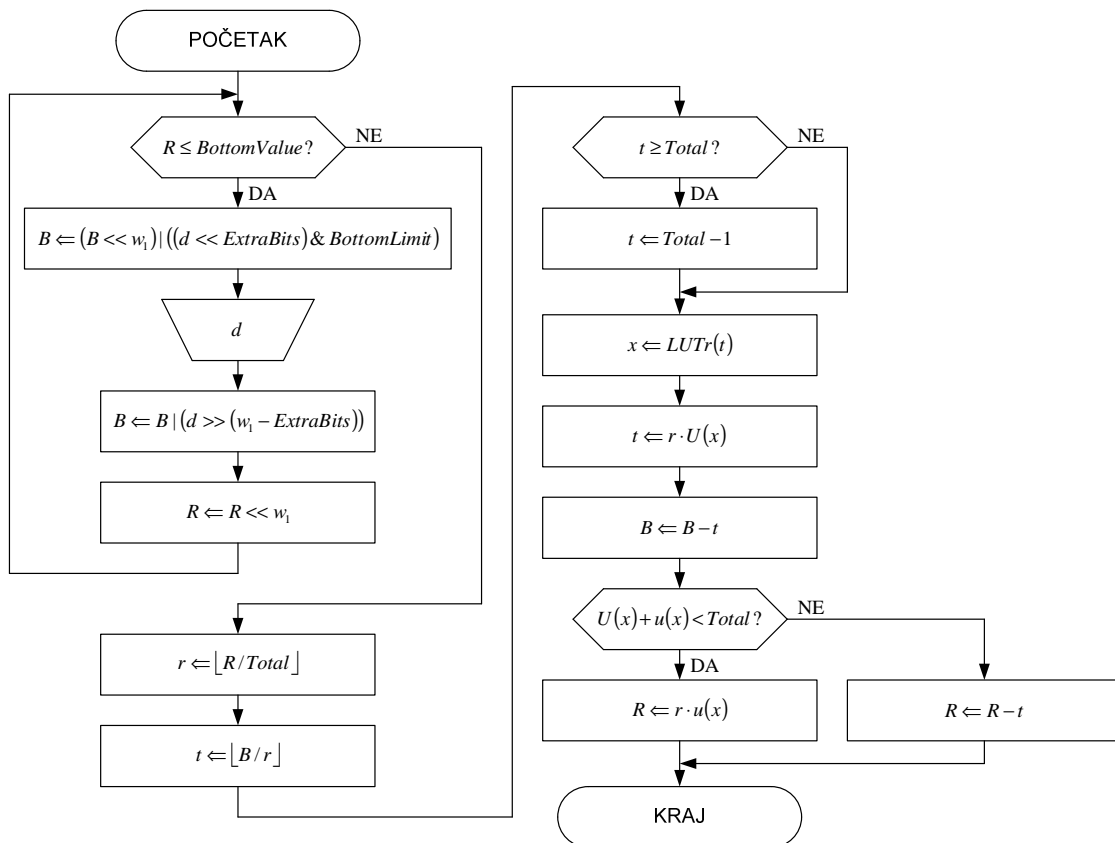 POČETAK
R ≤ BottomValue?
NE
DA
B ⇐ (B << w₁) | ((d << ExtraBits) & BottomLimit)
d
B ⇐ B | (d >> (w₁ − ExtraBits))
R ⇐ R << w₁
r ⇐ ⌊R / Total⌋
t ⇐ ⌊B / r⌋
t ≥ Total?
NE
DA
t ⇐ Total − 1
x ⇐ LUTr(t)
t ⇐ r · U(x)
B ⇐ B − t
U(x) + u(x) < Total?
NE
DA
R ⇐ r · u(x)
R ⇐ R − t
KRAJ